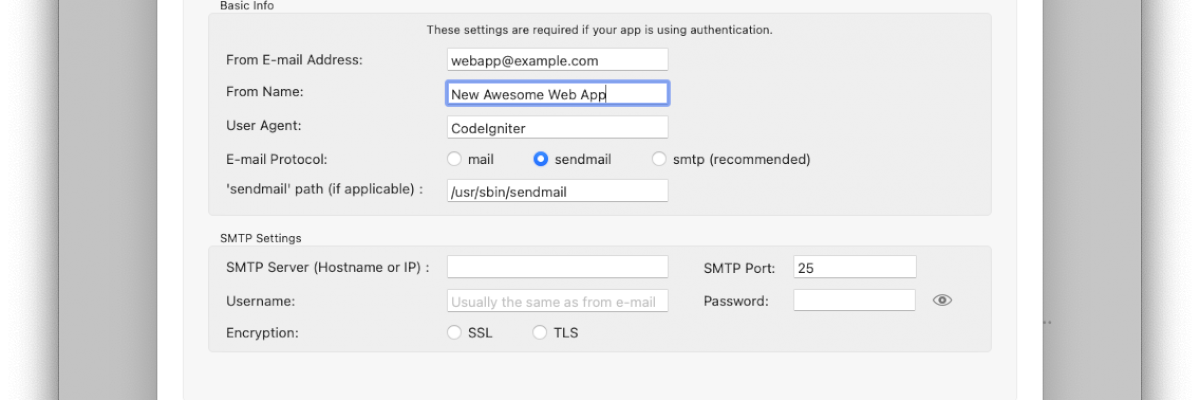 Basic Info
These settings are required if your app is using authentication.
From E-mail Address: webapp@example.com
From Name: New Awesome Web App
User Agent: CodeIgniter
E-mail Protocol: mail sendmail smtp (recommended)
'sendmail' path (if applicable) : /usr/sbin/sendmail
SMTP Settings
SMTP Server (Hostname or IP) : SMTP Port: 25
Username: Usually the same as from e-mail Password:
Encryption: SSL TLS